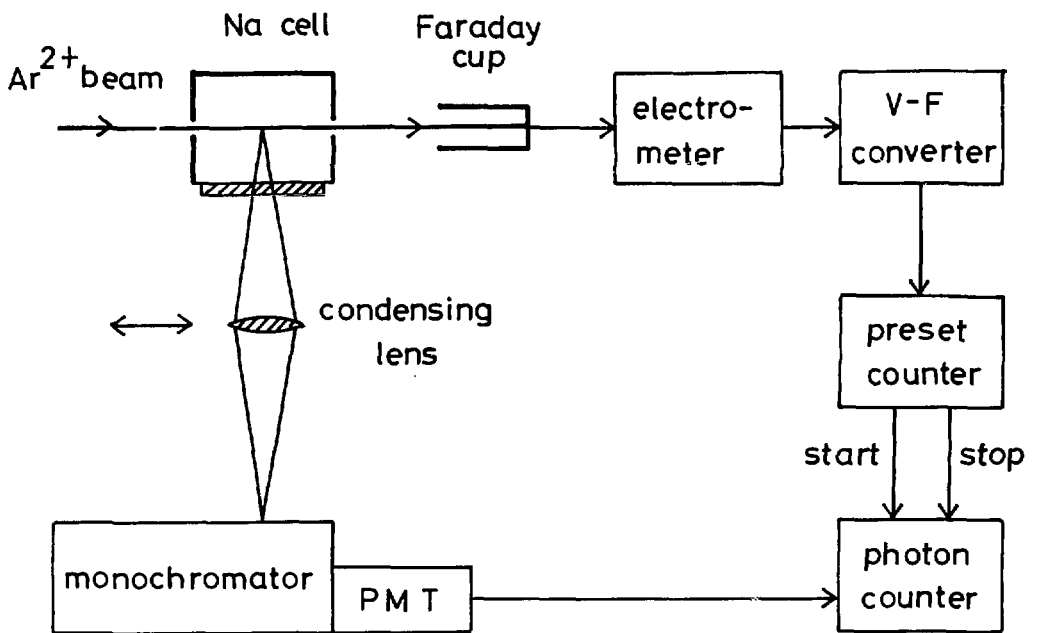 Na cell
Faraday
cup
Ar2+ beam
electro-
meter
V-F
converter
condensing
lens
preset
counter
start
stop
monochromator
PMT
photon
counter